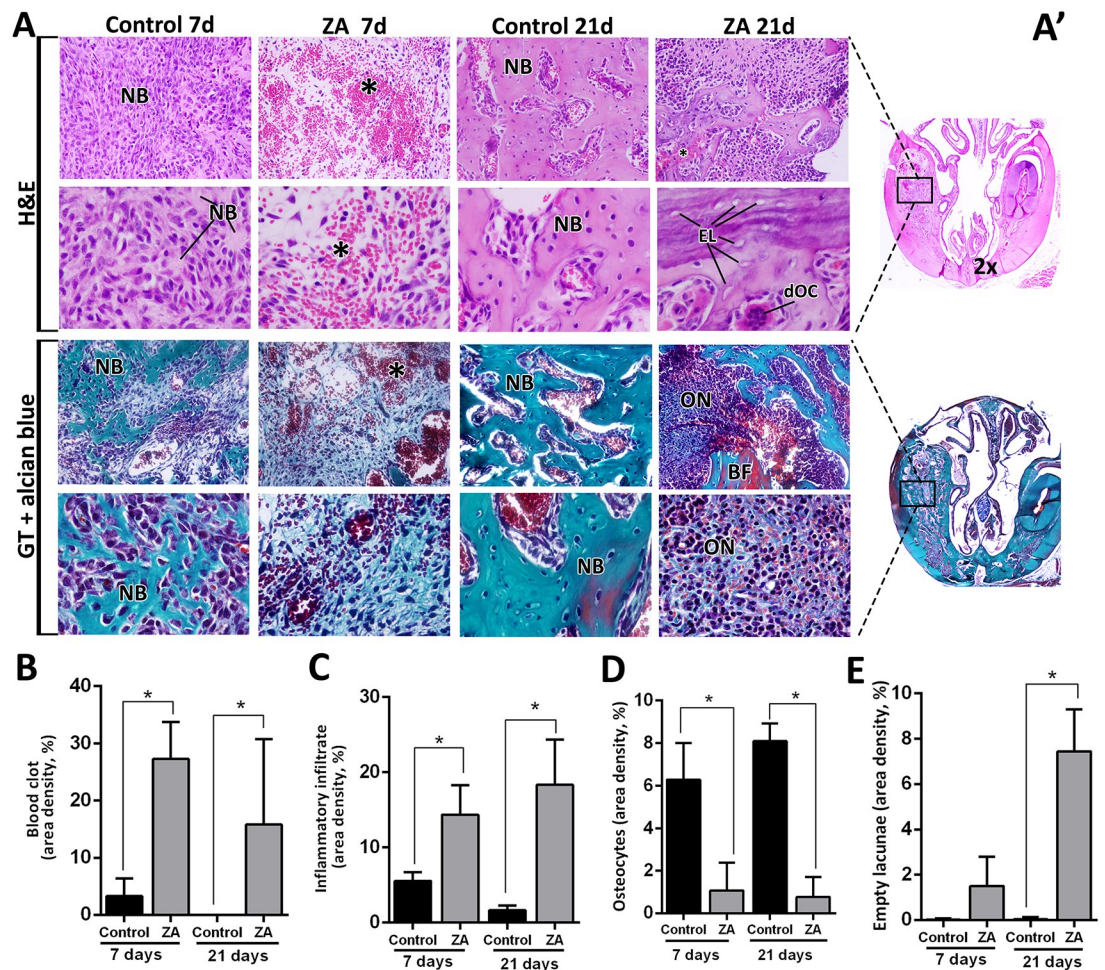 A
Control 7d
ZA 7d
Control 21d
ZA 21d
A'
H&E
NB
*
NB
*
NB
*
NB
EL
dOC
2x
GT + alcian blue
NB
*
NB
ON
BF
NB
NB
ON
B
Blood clot
(area density, %)
40
30
20
10
0
*
*
Control
ZA
Control
ZA
7 days
21 days
C
Inflammatory infiltrate
(area density, %)
30
20
10
0
*
*
Control
ZA
Control
ZA
7 days
21 days
D
Osteocytes (area density, %)
10
8
6
4
2
0
*
*
Control
ZA
Control
ZA
7 days
21 days
E
Empty lacunae (area density, %)
10
8
6
4
2
0
*
Control
ZA
Control
ZA
7 days
21 days